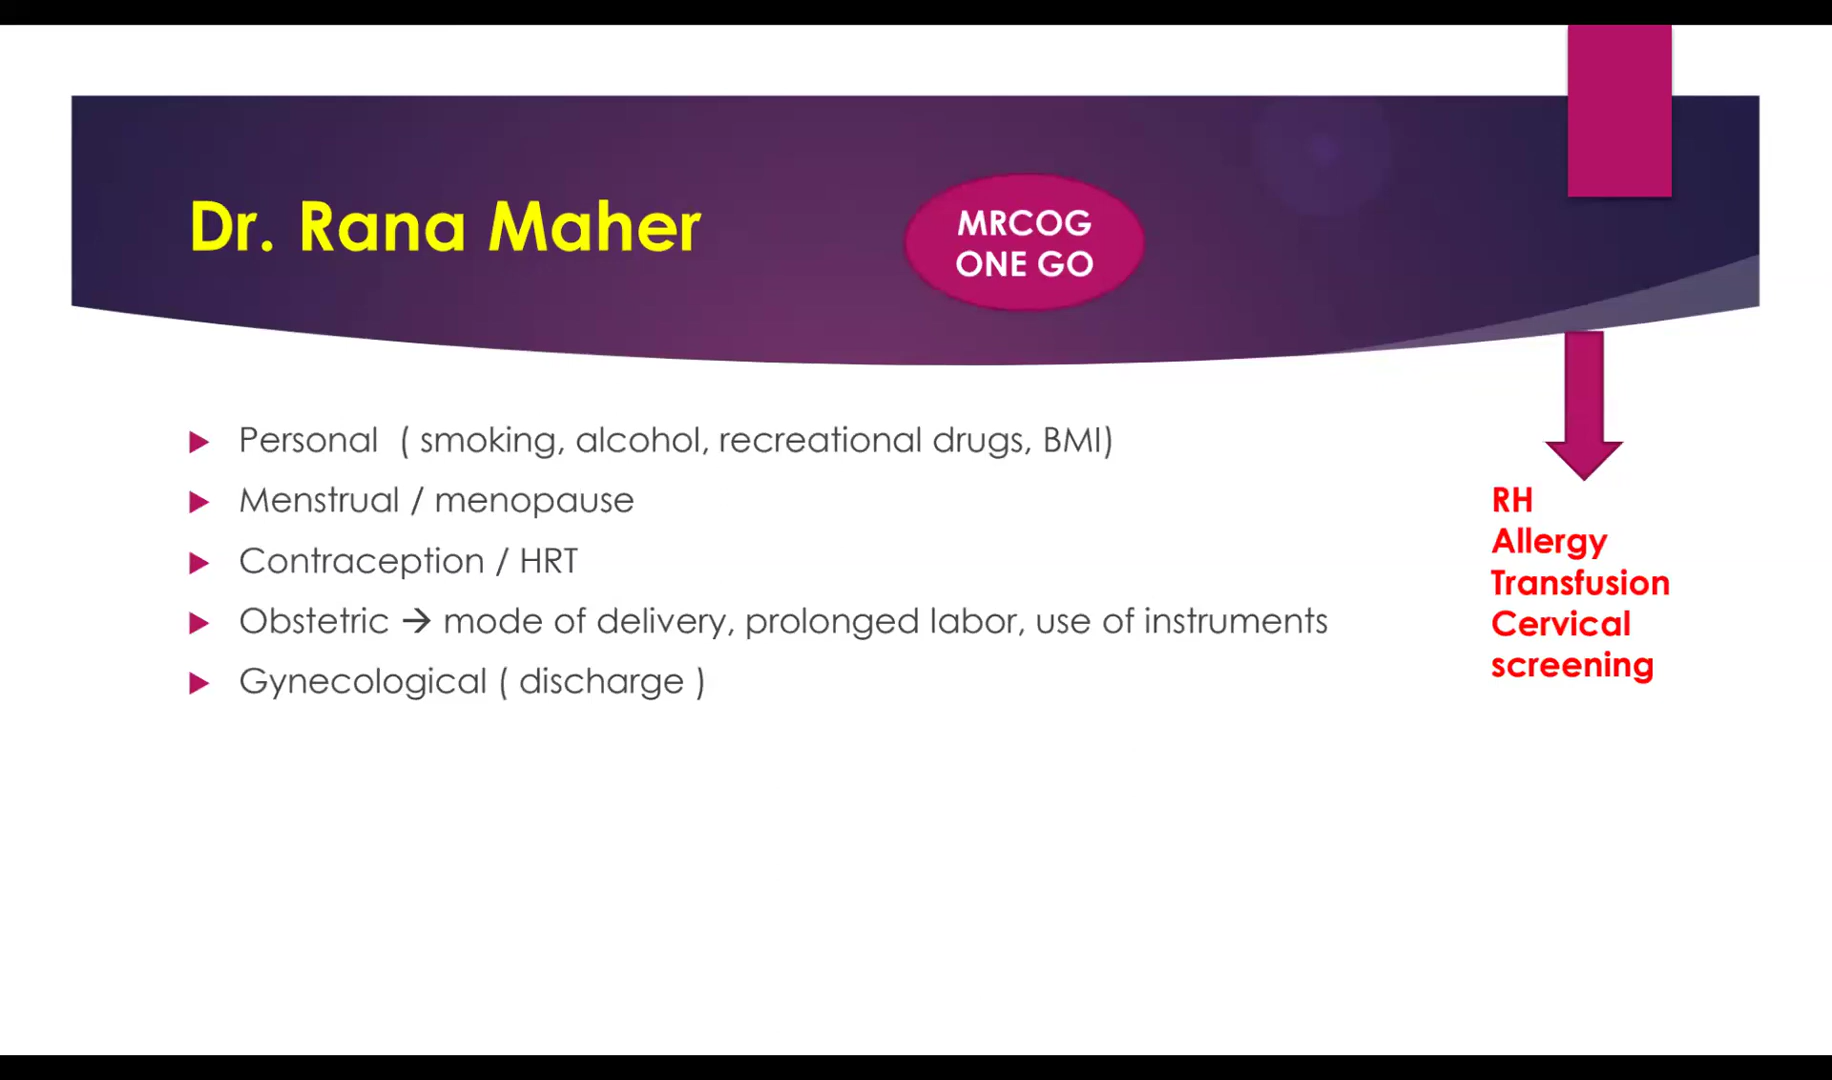 Dr. Rana Maher
MRCOG
ONE GO
Personal ( smoking, alcohol, recreational drugs, BMI)
Menstrual / menopause
Contraception / HRT
Obstetric → mode of delivery, prolonged labor, use of instruments
Gynecological ( discharge )
RH
Allergy
Transfusion
Cervical
screening